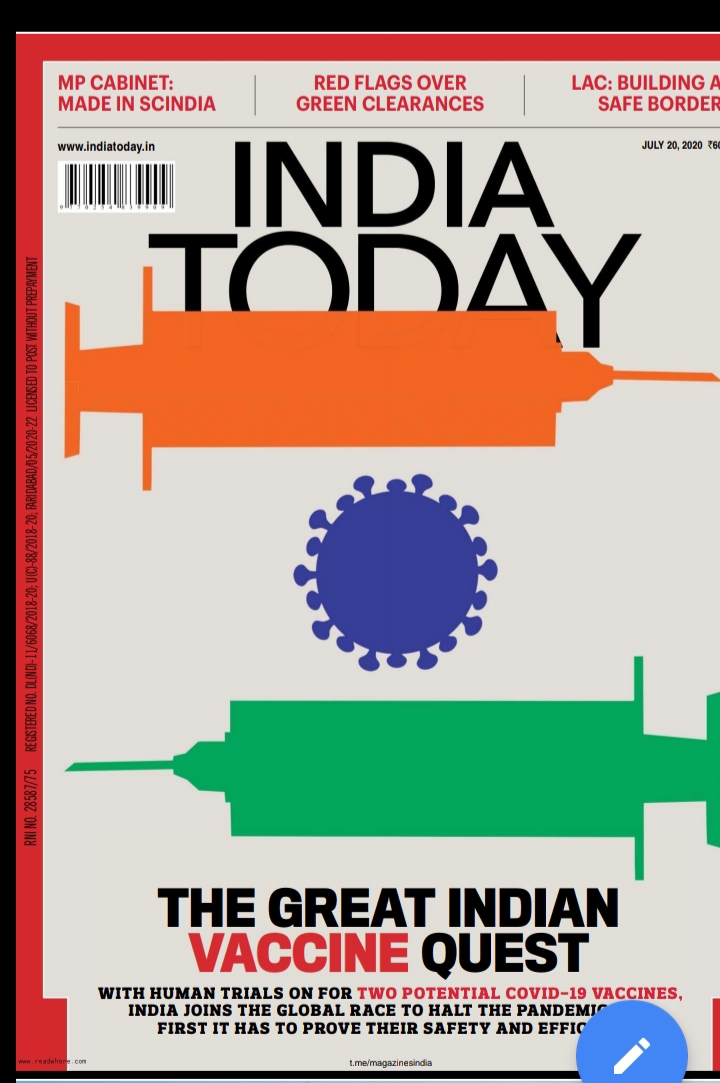 MP CABINET:
MADE IN SCINDIA
RED FLAGS OVER
GREEN CLEARANCES
LAC: BUILDING A
SAFE BORDER
www.indiatoday.in
JULY 20, 2020 ₹60
INDIA
TODAY
RNI NO. 28587/75 REGISTERED NO. DL(ND)-11/6068/2018-20; U(C)-88/2018-20; FARIDABAD/05/2020-22 LICENSED TO POST WITHOUT PREPAYMENT
THE GREAT INDIAN
VACCINE QUEST
WITH HUMAN TRIALS ON FOR TWO POTENTIAL COVID-19 VACCINES,
INDIA JOINS THE GLOBAL RACE TO HALT THE PANDEMIC
FIRST IT HAS TO PROVE THEIR SAFETY AND
www.readwhere.com
t.me/magazinesindia